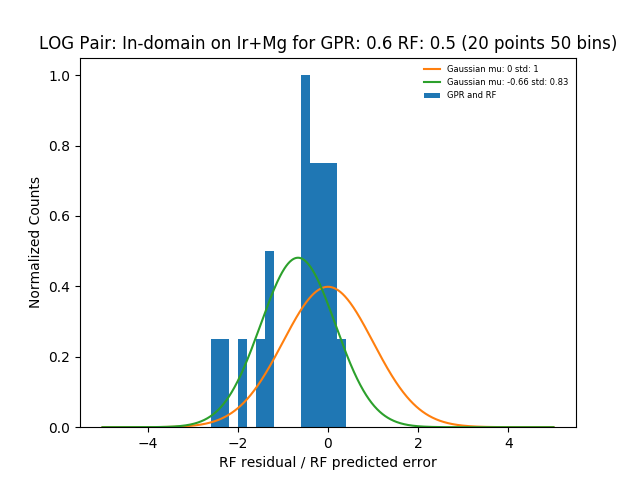 LOG Pair: In-domain on Ir+Mg for GPR: 0.6 RF: 0.5 (20 points 50 bins)
Gaussian mu: 0 std: 1
Gaussian mu: -0.66 std: 0.83
GPR and RF
Normalized Counts
1.0
0.8
0.6
0.4
0.2
0.0
−4
−2
0
2
4
RF residual / RF predicted error